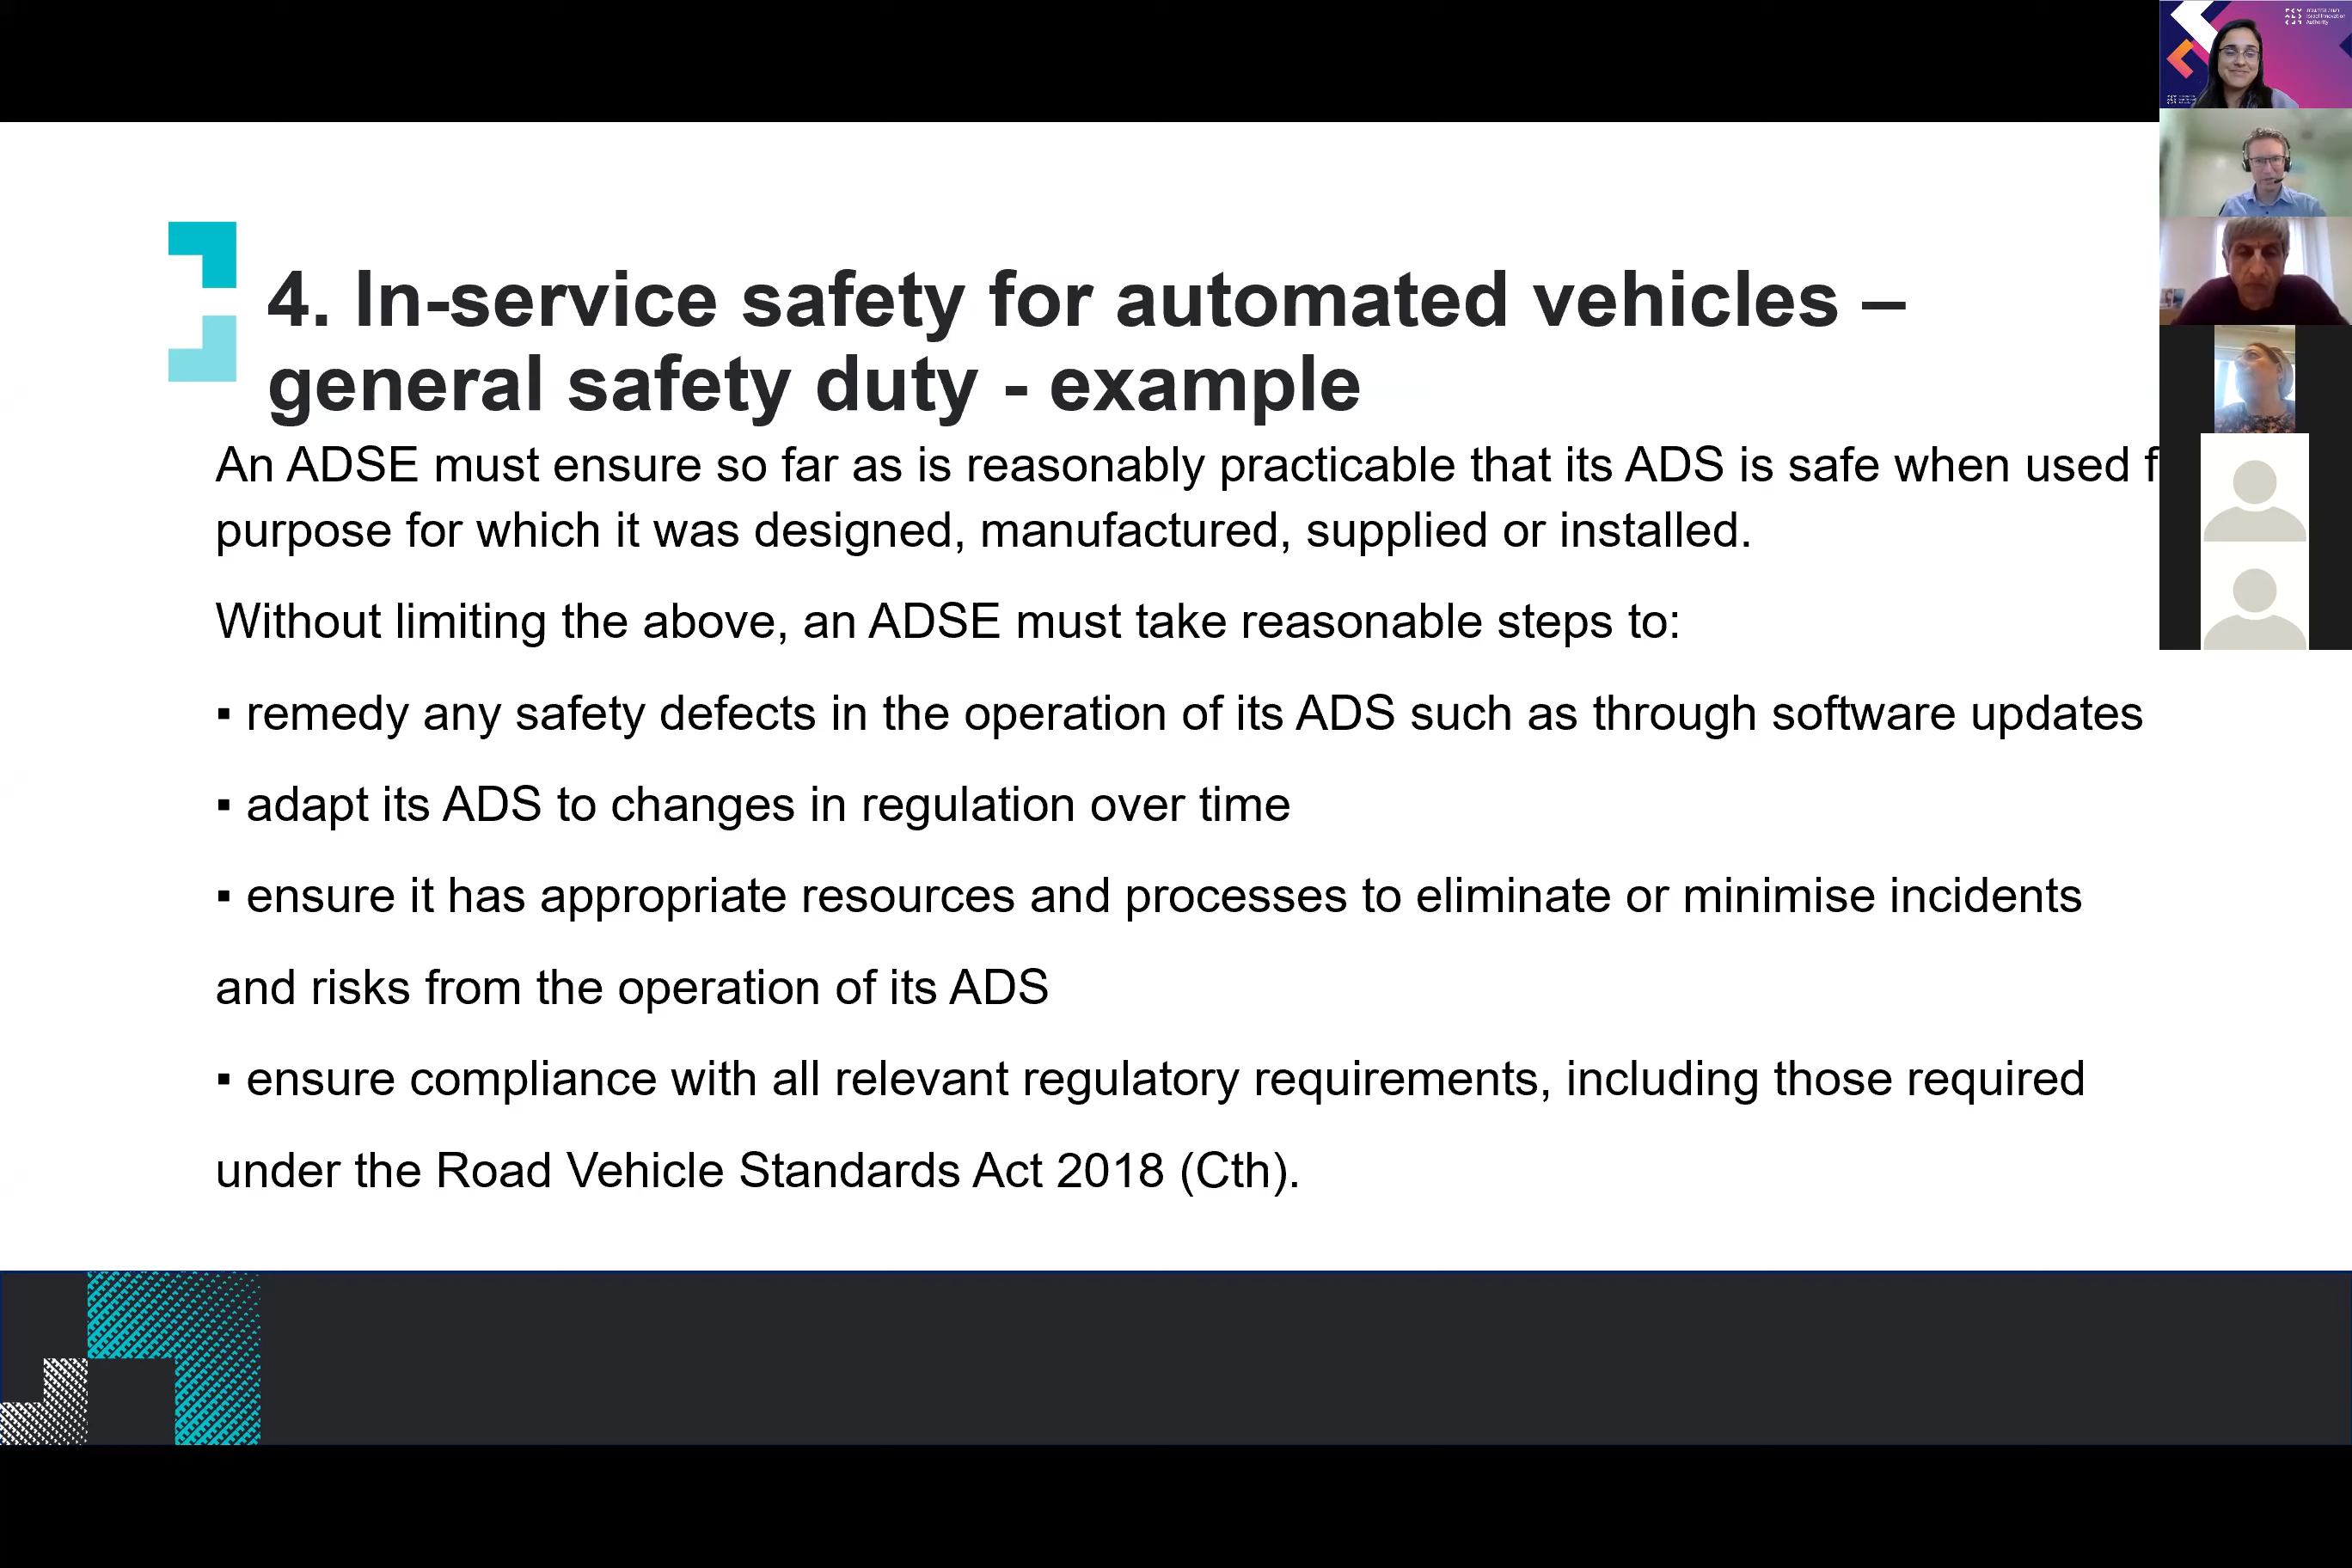 4. In-service safety for automated vehicles –
general safety duty - example
An ADSE must ensure so far as is reasonably practicable that its ADS is safe when used f
purpose for which it was designed, manufactured, supplied or installed.
Without limiting the above, an ADSE must take reasonable steps to:
▪ remedy any safety defects in the operation of its ADS such as through software updates
▪ adapt its ADS to changes in regulation over time
▪ ensure it has appropriate resources and processes to eliminate or minimise incidents
and risks from the operation of its ADS
▪ ensure compliance with all relevant regulatory requirements, including those required
under the Road Vehicle Standards Act 2018 (Cth).
Israel Innovation
Authority